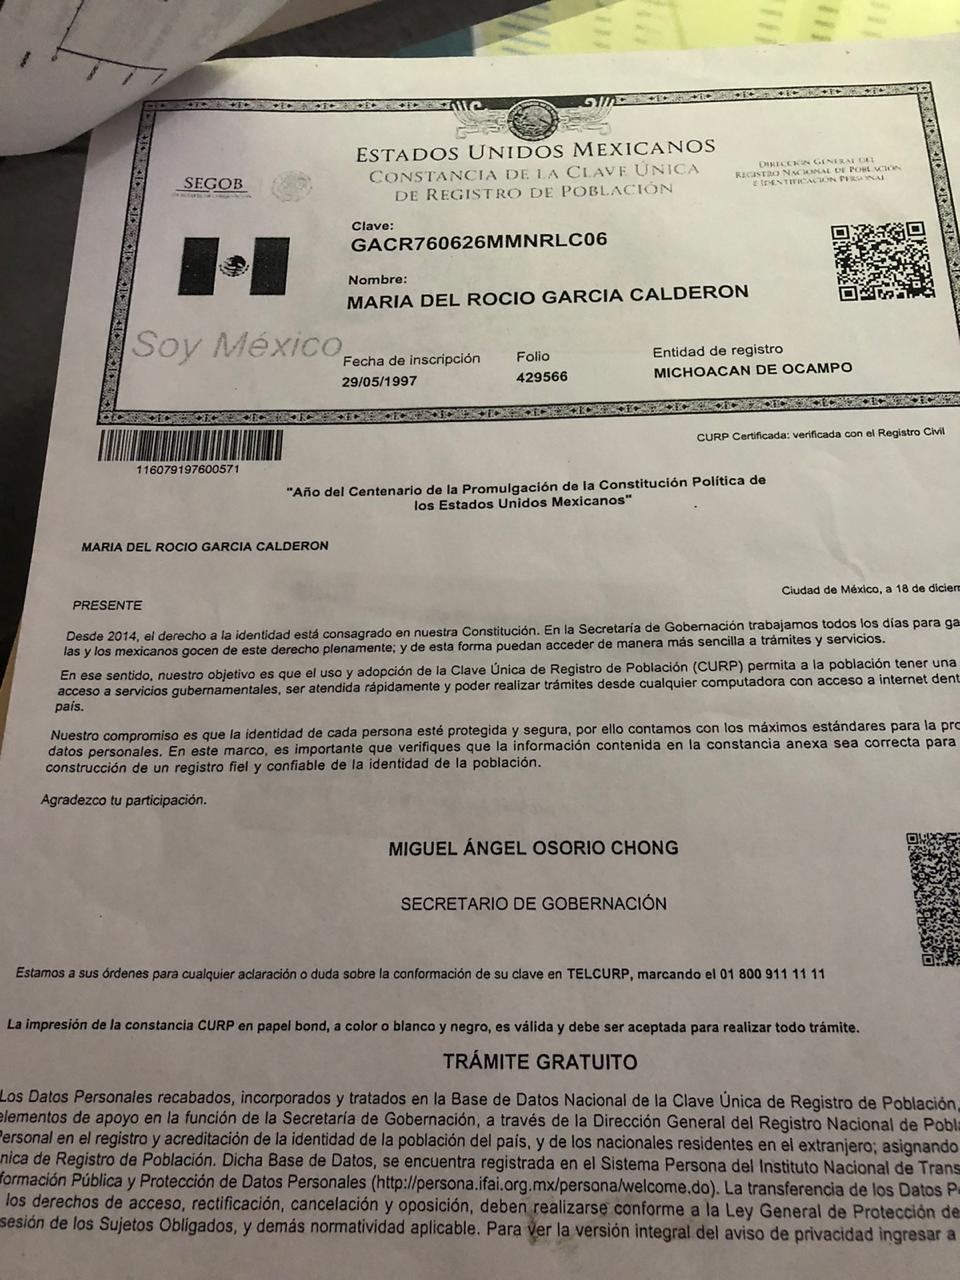 ESTADOS UNIDOS MEXICANOS
CONSTANCIA DE LA CLAVE ÚNICA
DE REGISTRO DE POBLACIÓN
SEGOB
DIRECCIÓN GENERAL DEL
REGISTRO NACIONAL DE POBLACIÓN
E IDENTIFICACIÓN PERSONAL
Clave:
GACR760626MMNRLC06
Nombre:
MARIA DEL ROCIO GARCIA CALDERON
Soy México
Fecha de inscripción
29/05/1997
Folio
429566
Entidad de registro
MICHOACAN DE OCAMPO
116079197600571
CURP Certificada: verificada con el Registro Civil
"Año del Centenario de la Promulgación de la Constitución Política de
los Estados Unidos Mexicanos"
MARIA DEL ROCIO GARCIA CALDERON
Ciudad de México, a 18 de diciem
PRESENTE
Desde 2014, el derecho a la identidad está consagrado en nuestra Constitución. En la Secretaría de Gobernación trabajamos todos los días para ga
las y los mexicanos gocen de este derecho plenamente; y de esta forma puedan acceder de manera más sencilla a trámites y servicios.
En ese sentido, nuestro objetivo es que el uso y adopción de la Clave Única de Registro de Población (CURP) permita a la población tener una
acceso a servicios gubernamentales, ser atendida rápidamente y poder realizar trámites desde cualquier computadora con acceso a internet dent
país.
Nuestro compromiso es que la identidad de cada persona esté protegida y segura, por ello contamos con los máximos estándares para la pro
datos personales. En este marco, es importante que verifiques que la información contenida en la constancia anexa sea correcta para
construcción de un registro fiel y confiable de la identidad de la población.
Agradezco tu participación.
MIGUEL ÁNGEL OSORIO CHONG
SECRETARIO DE GOBERNACIÓN
Estamos a sus órdenes para cualquier aclaración o duda sobre la conformación de su clave en TELCURP, marcando el 01 800 911 11 11
La impresión de la constancia CURP en papel bond, a color o blanco y negro, es válida y debe ser aceptada para realizar todo trámite.
TRÁMITE GRATUITO
Los Datos Personales recabados, incorporados y tratados en la Base de Datos Nacional de la Clave Única de Registro de Población,
elementos de apoyo en la función de la Secretaría de Gobernación, a través de la Dirección General del Registro Nacional de Pobla
Personal en el registro y acreditación de la identidad de la población del país, y de los nacionales residentes en el extranjero; asignando
nica de Registro de Población. Dicha Base de Datos, se encuentra registrada en el Sistema Persona del Instituto Nacional de Trans
formación Pública y Protección de Datos Personales (http://persona.ifai.org.mx/persona/welcome.do). La transferencia de los Datos P
los derechos de acceso, rectificación, cancelación y oposición, deben realizarse conforme a la Ley General de Protección de
sesión de los Sujetos Obligados, y demás normatividad aplicable. Para ver la versión integral del aviso de privacidad ingresar a